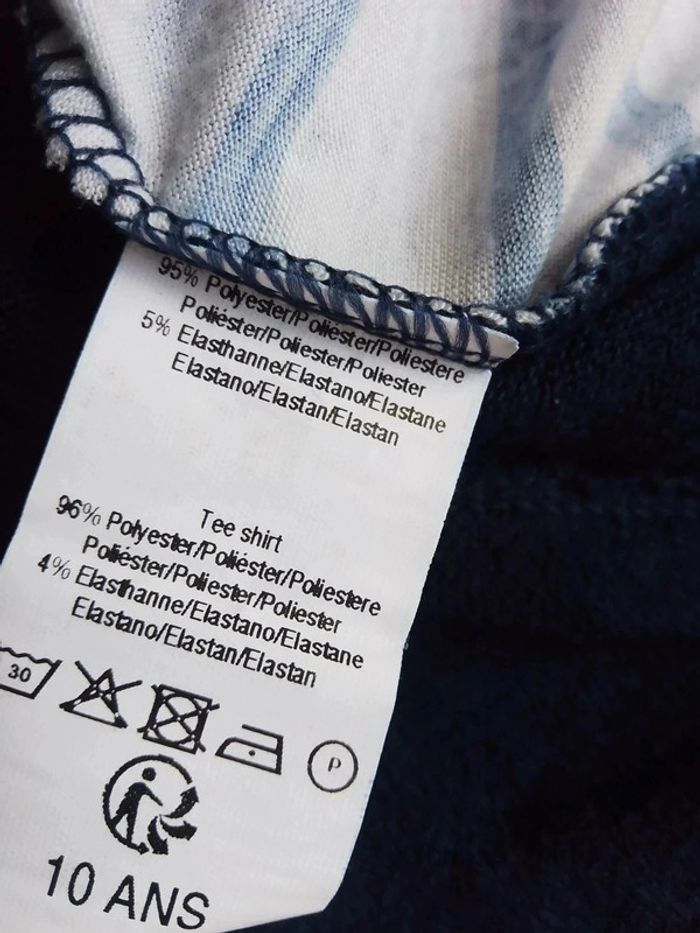 95% Polyester/Poliéster/Poliestere
Poliéster/Poliester/Poliester
5% Elasthanne/Elastano/Elastane
Elastano/Elastan/Elastan
Tee shirt
96% Polyester/Poliéster/Poliestere
Poliéster/Poliester/Poliester
4% Elasthanne/Elastano/Elastane
Elastano/Elastan/Elastan
30
P
10 ANS